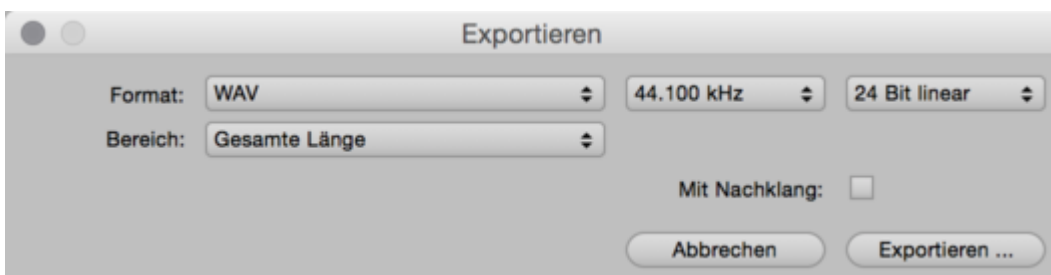 Exportieren
Format: WAV 44.100 kHz 24 Bit linear
Bereich: Gesamte Länge
Mit Nachklang:
Abbrechen Exportieren ...